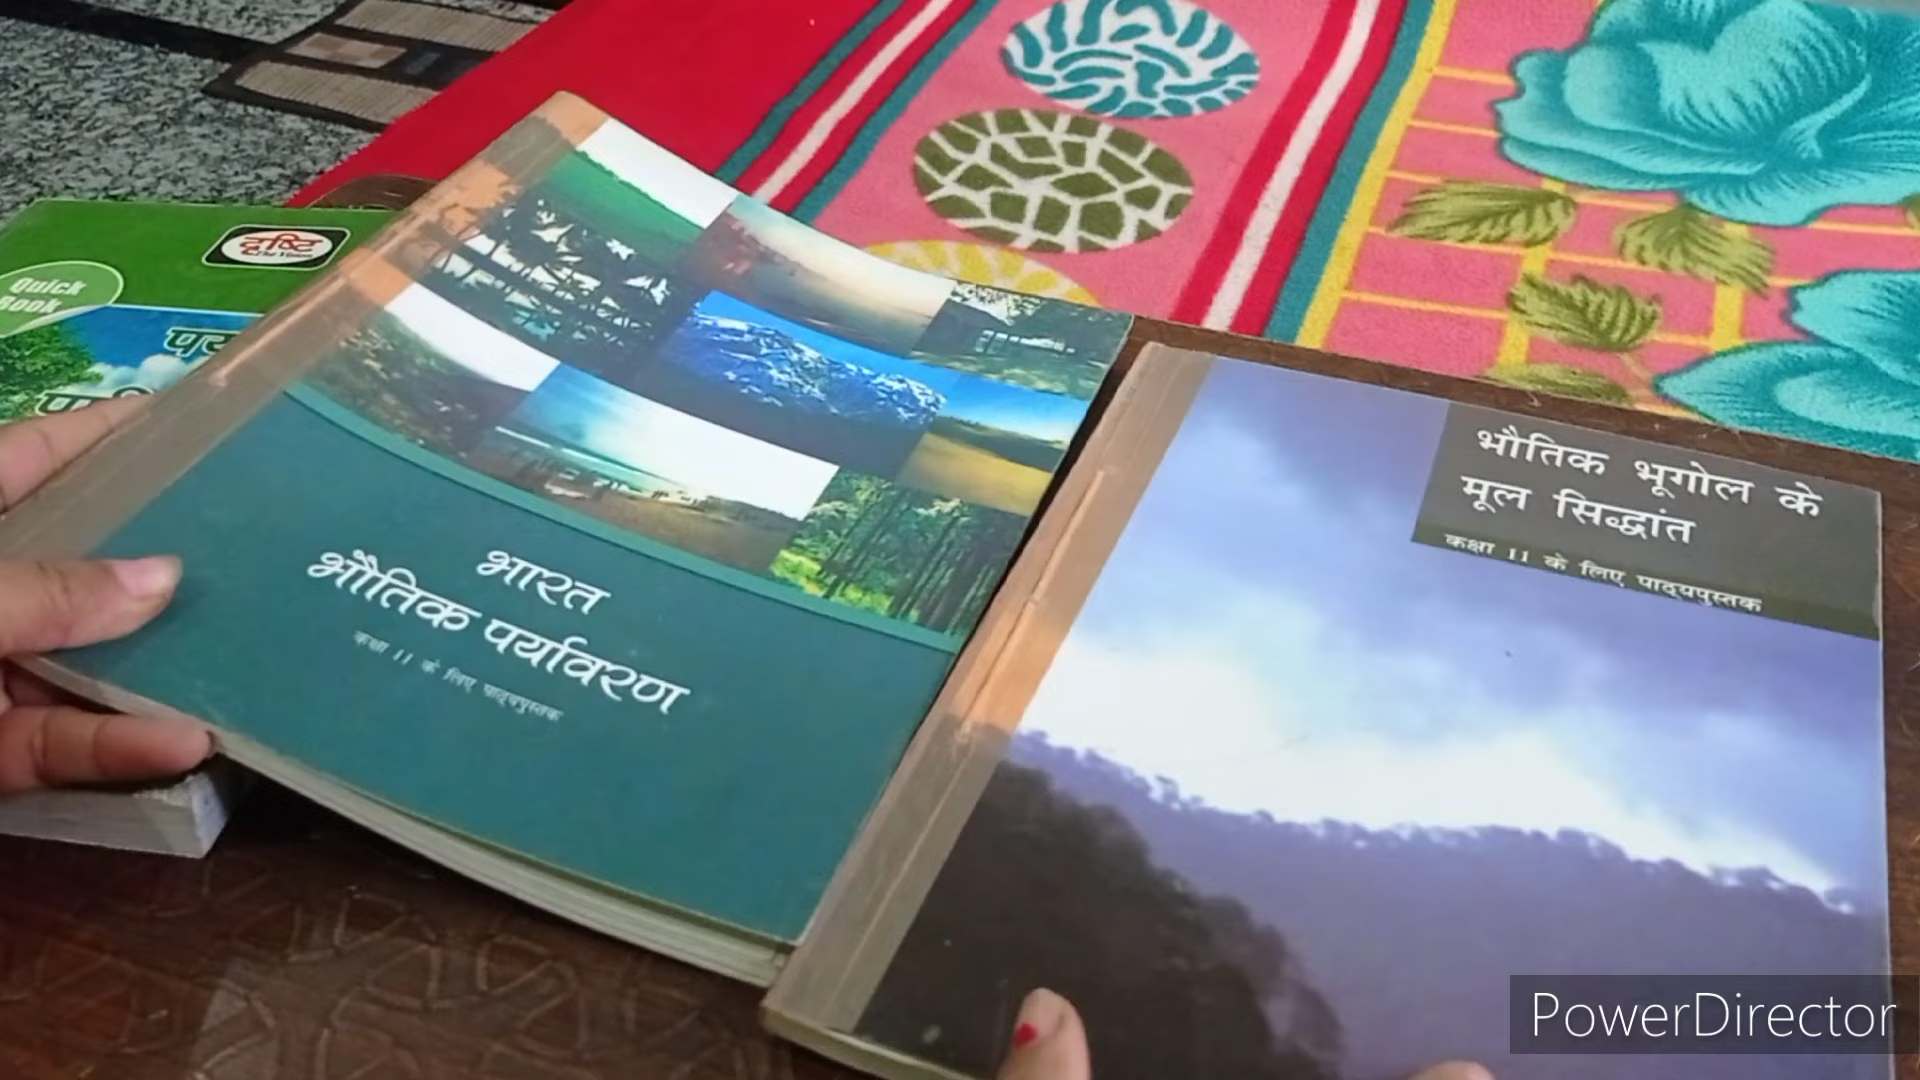 दृष्टि
Quick
Book
भारत
भौतिक पर्यावरण
कक्षा 11 के लिए पाठ्यपुस्तक
भौतिक भूगोल के
मूल सिद्धांत
कक्षा 11 के लिए पाठ्यपुस्तक
PowerDirector